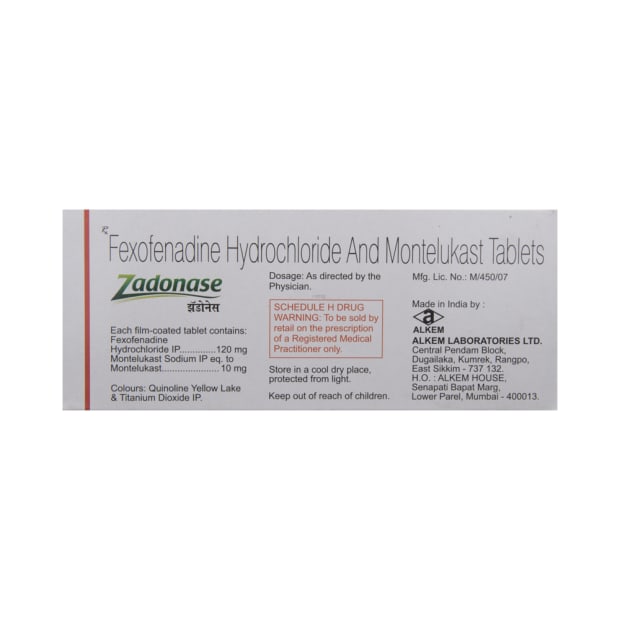 Rx
Fexofenadine Hydrochloride And Montelukast Tablets
Zadonase
झॅडोनेस
Each film-coated tablet contains:
Fexofenadine
Hydrochloride IP..............120 mg
Montelukast Sodium IP eq. to
Montelukast......................10 mg
Colours: Quinoline Yellow Lake
& Titanium Dioxide IP.
Dosage: As directed by the
Physician.
SCHEDULE H DRUG
WARNING: To be sold by
retail on the prescription
of a Registered Medical
Practitioner only.
Store in a cool dry place,
protected from light.
Keep out of reach of children.
Mfg. Lic. No.: M/450/07
Made in India by :
a
ALKEM
ALKEM LABORATORIES LTD.
Central Pendam Block,
Dugailaka, Kumrek, Rangpo,
East Sikkim - 737 132.
H.O. : ALKEM HOUSE,
Senapati Bapat Marg,
Lower Parel, Mumbai - 400013.